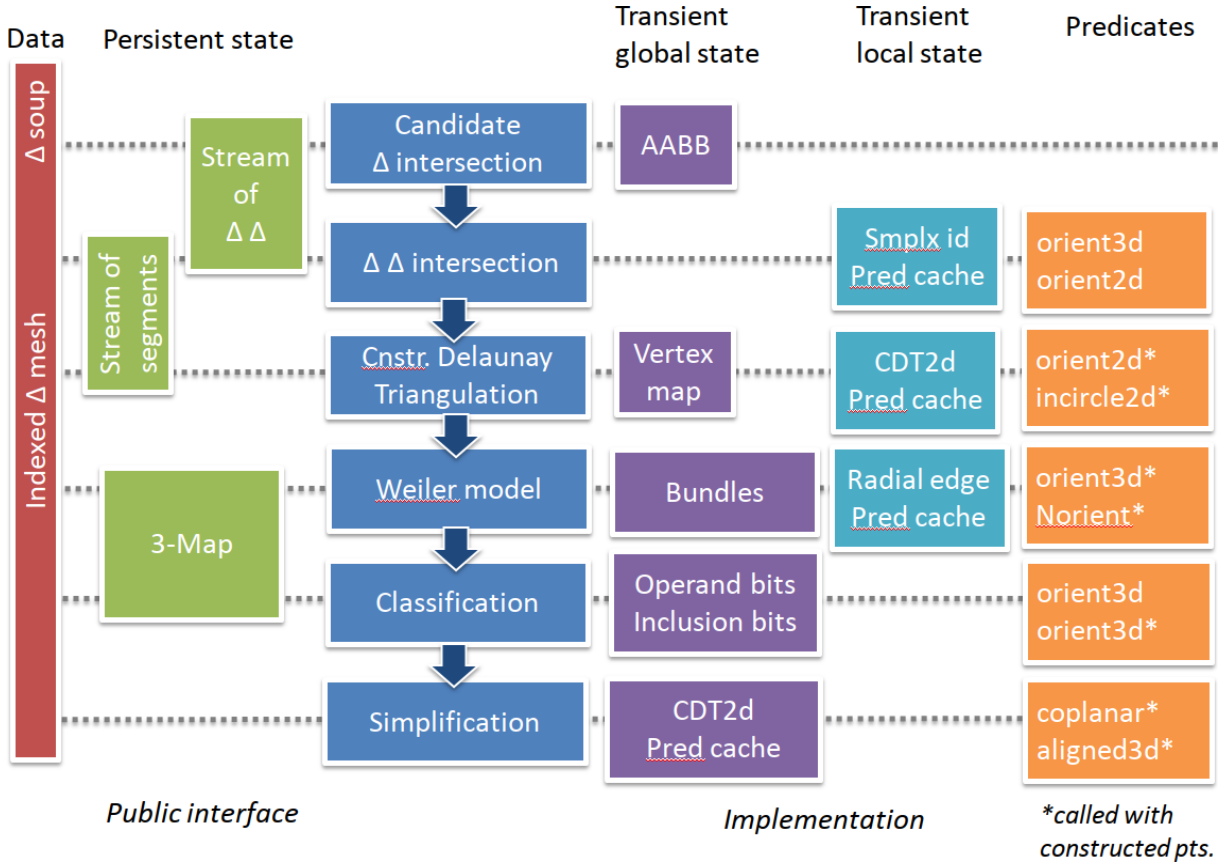 Data
Persistent state
Transient
global state
Transient
local state
Predicates
Δ soup
Indexed Δ mesh
Stream
of
Δ Δ
Candidate
Δ intersection
AABB
Stream of
segments
Δ Δ intersection
Smplx id
Pred cache
orient3d
orient2d
Cnstr. Delaunay
Triangulation
Vertex
map
CDT2d
Pred cache
orient2d*
incircle2d*
3-Map
Weiler model
Bundles
Radial edge
Pred cache
orient3d*
Norient*
Classification
Operand bits
Inclusion bits
orient3d
orient3d*
Simplification
CDT2d
Pred cache
coplanar*
aligned3d*
Public interface
Implementation
*called with
constructed pts.